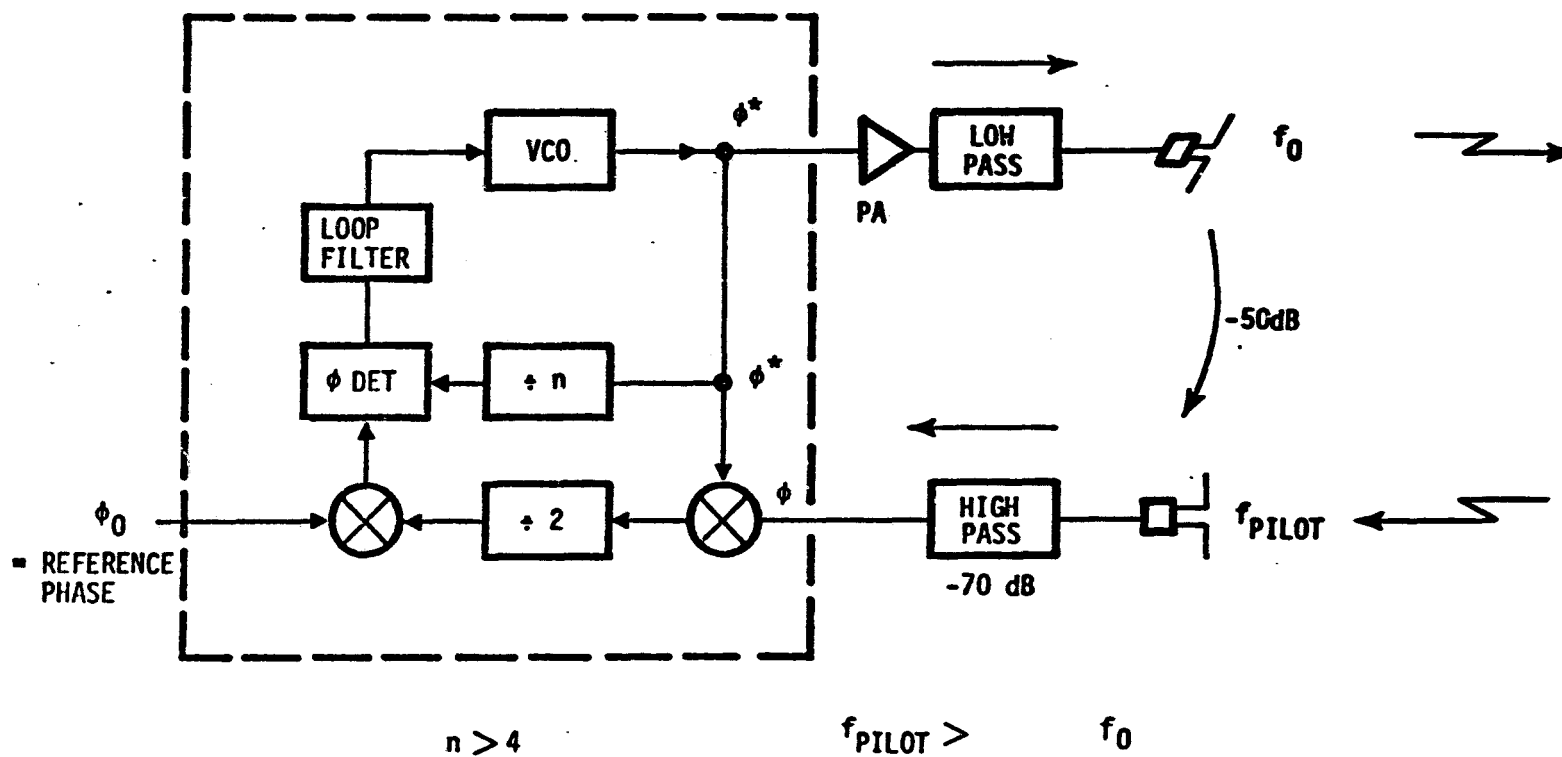 φ*
VCO.
LOW
PASS
f0
PA
LOOP
FILTER
-50dB
φ DET
÷ n
φ*
φ0
= REFERENCE
PHASE
÷ 2
φ
HIGH
PASS
-70 dB
fPILOT
n > 4
fPILOT > f0